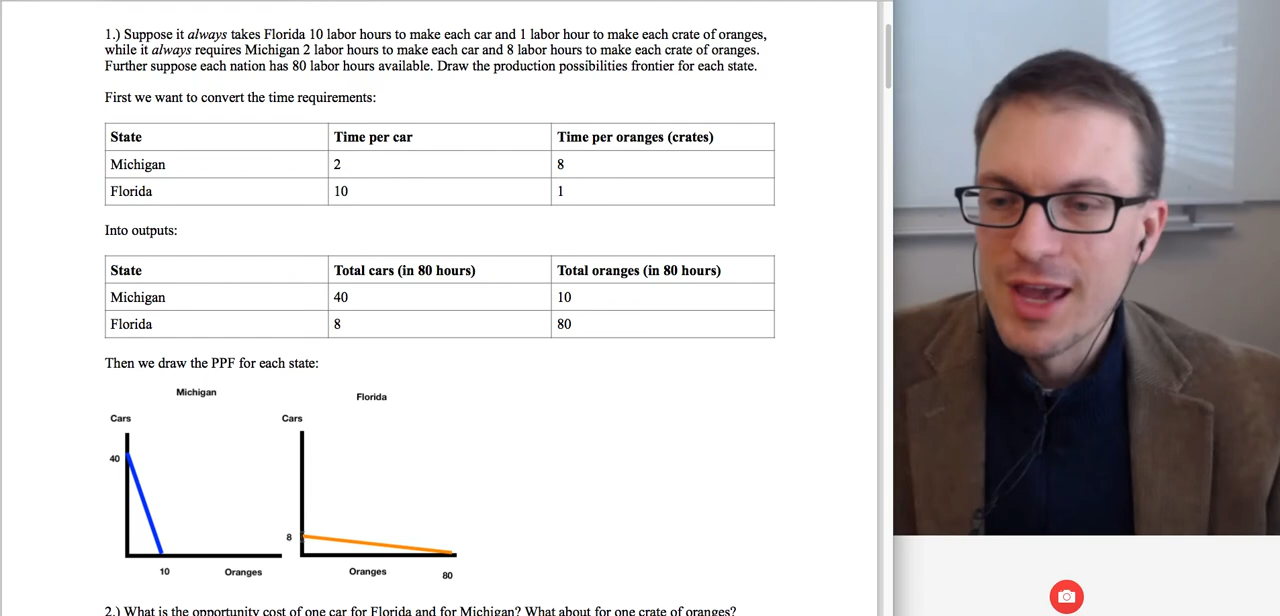 1.) Suppose it always takes Florida 10 labor hours to make each car and 1 labor hour to make each crate of oranges,
while it always requires Michigan 2 labor hours to make each car and 8 labor hours to make each crate of oranges.
Further suppose each nation has 80 labor hours available. Draw the production possibilities frontier for each state.
First we want to convert the time requirements:
State Time per car Time per oranges (crates)
Michigan 2 8
Florida 10 1
Into outputs:
State Total cars (in 80 hours) Total oranges (in 80 hours)
Michigan 40 10
Florida 8 80
Then we draw the PPF for each state:
Michigan
Cars
40
10
Oranges
Florida
Cars
8
Oranges
80
2.) What is the opportunity cost of one car for Florida and for Michigan? What about for one crate of oranges?